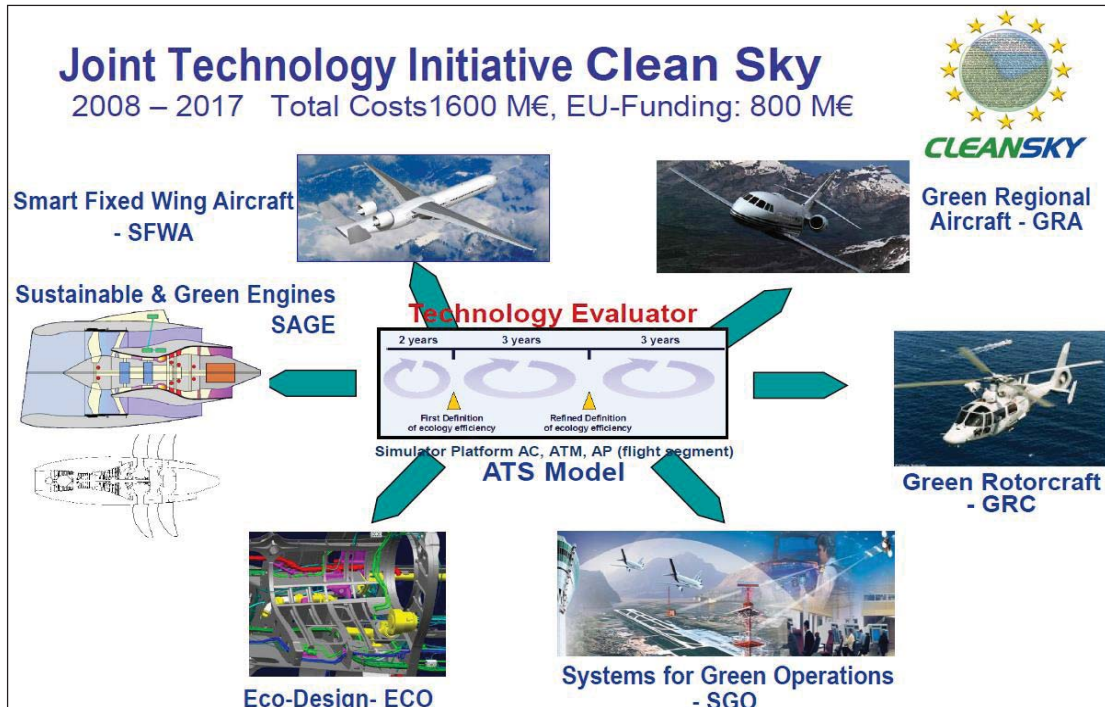 Joint Technology Initiative Clean Sky
2008 – 2017 Total Costs1600 M€, EU-Funding: 800 M€
CLEANSKY
Smart Fixed Wing Aircraft
- SFWA
Green Regional
Aircraft - GRA
Sustainable & Green Engines
SAGE
Technology Evaluator
2 years 3 years 3 years
First Definition
of ecology efficiency
Refined Definition
of ecology efficiency
Simulator Platform AC, ATM, AP (flight segment)
ATS Model
Green Rotorcraft
- GRC
Eco-Design- ECO
Systems for Green Operations
- SGO